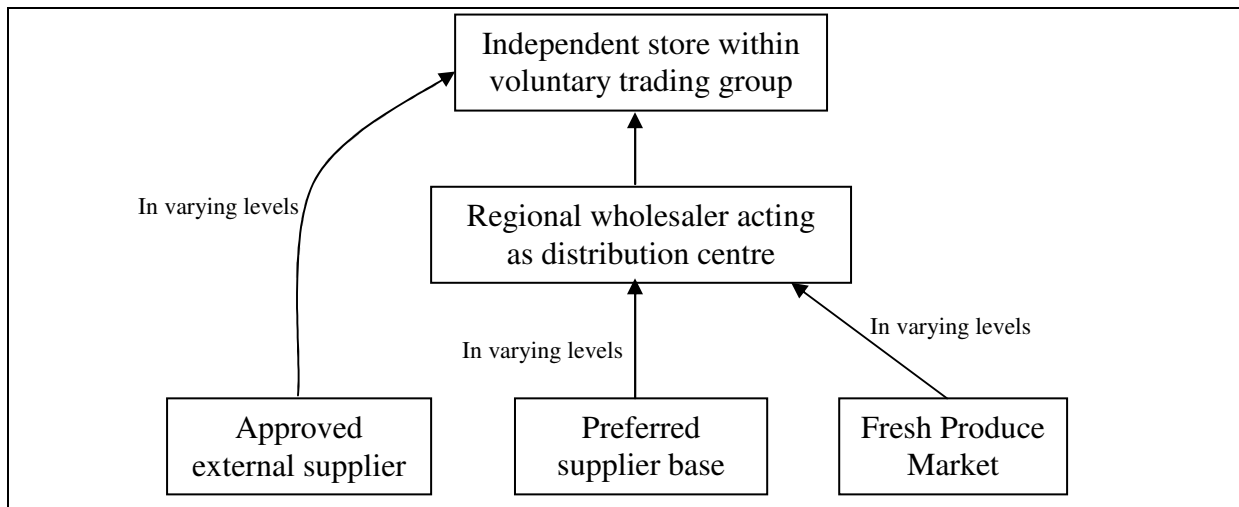 Independent store within
voluntary trading group
In varying levels
Regional wholesaler acting
as distribution centre
In varying levels
In varying levels
Approved
external supplier
Preferred
supplier base
Fresh Produce
Market